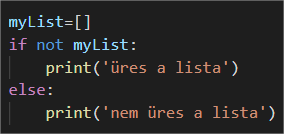 myList=[]
if not myList:
    print('üres a lista')
else:
    print('nem üres a lista')